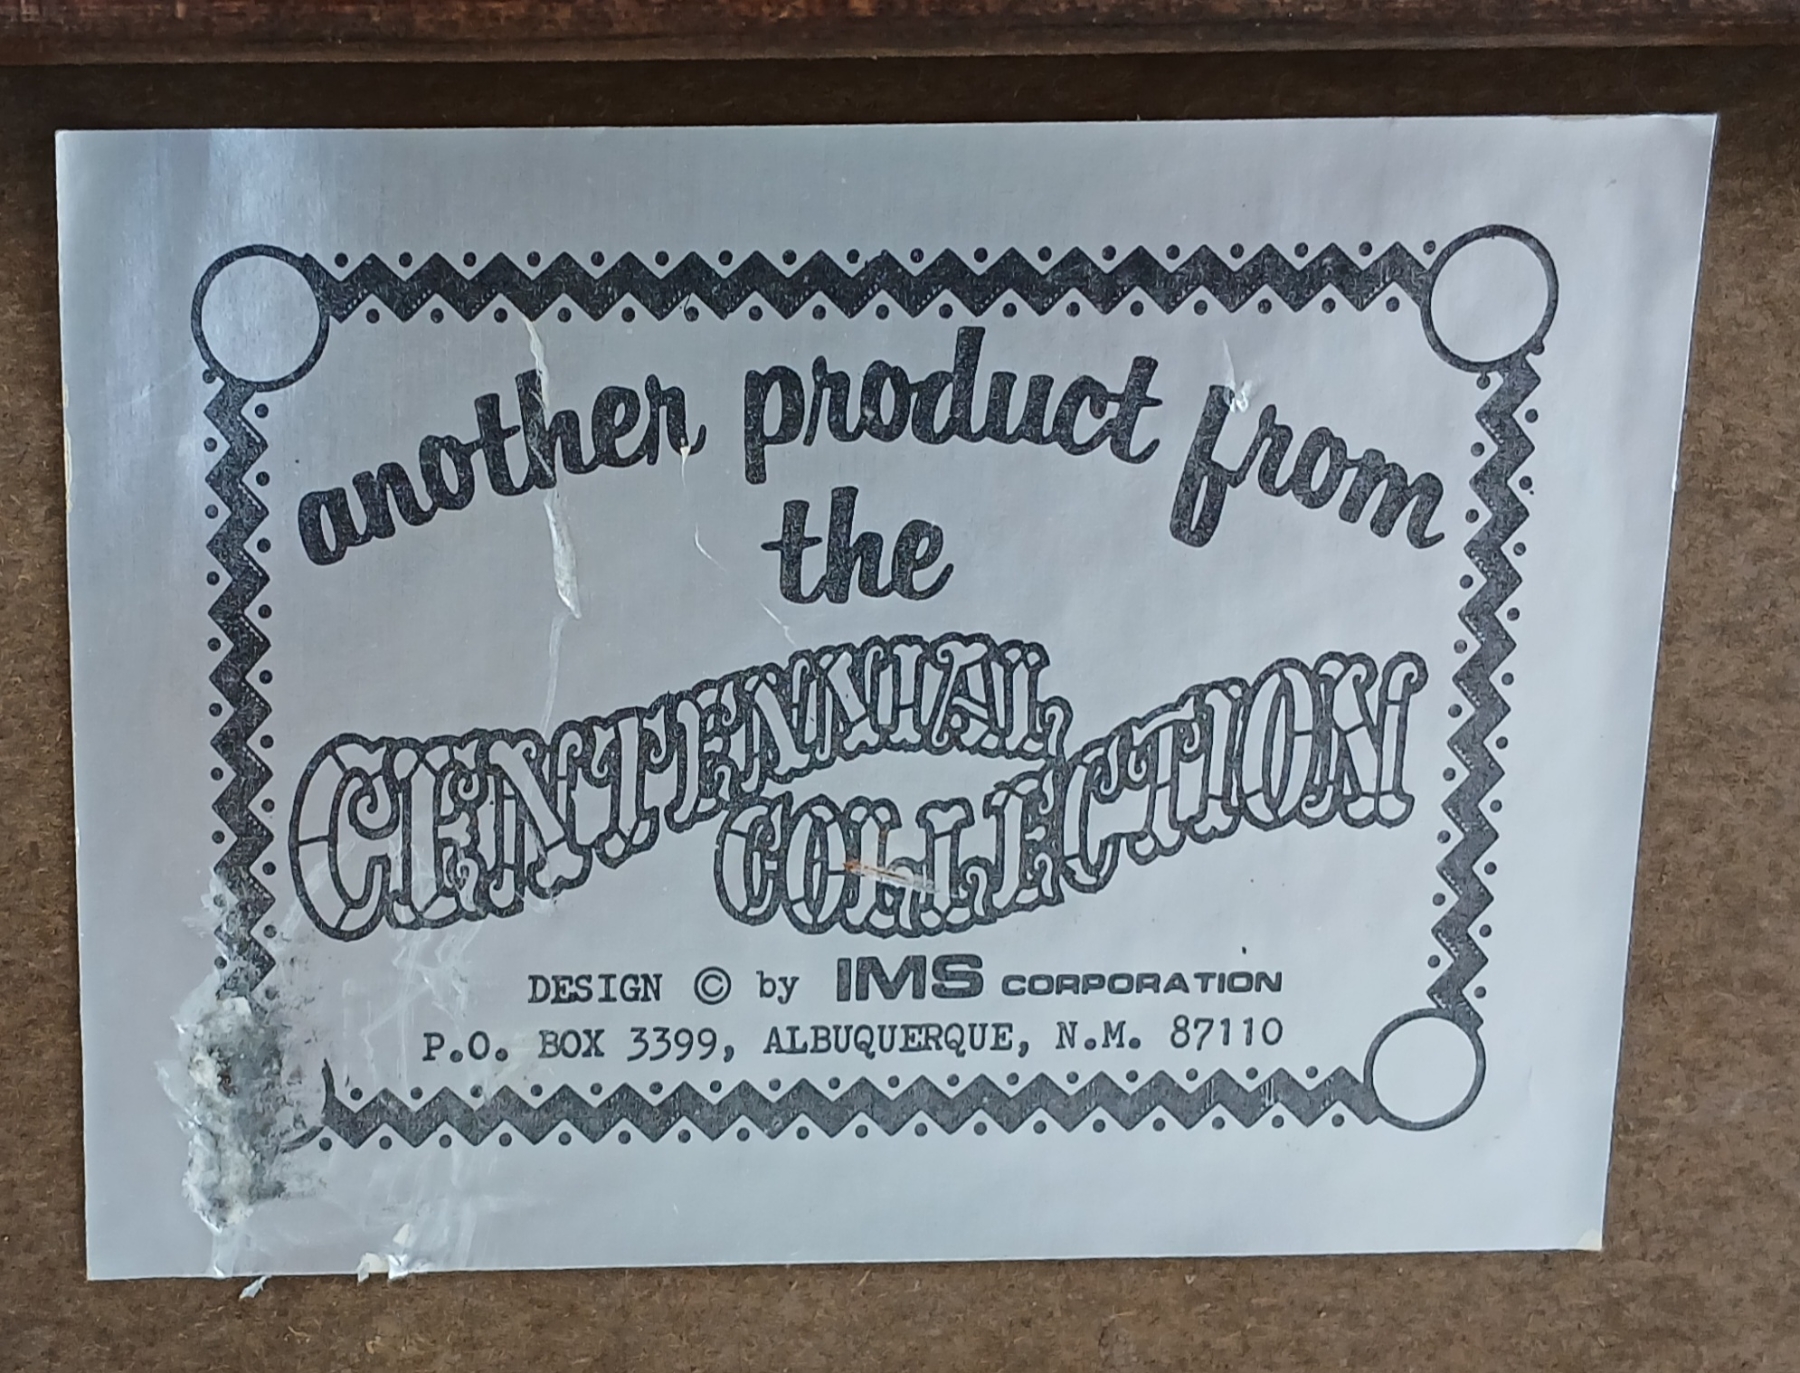 another product from
the
CENTENNIAL
COLLECTION
DESIGN © by IMS CORPORATION
P.O. BOX 3399, ALBUQUERQUE, N.M. 87110